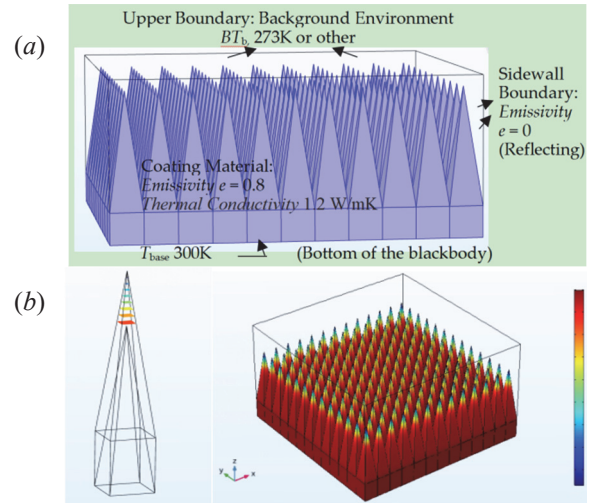 (a)
Upper Boundary: Background Environment
BTb, 273K or other
Sidewall
Boundary:
Emissivity
e = 0
(Reflecting)
Coating Material:
Emissivity e = 0.8
Thermal Conductivity 1.2 W/mK
Tbase 300K
(Bottom of the blackbody)
(b)
y z x